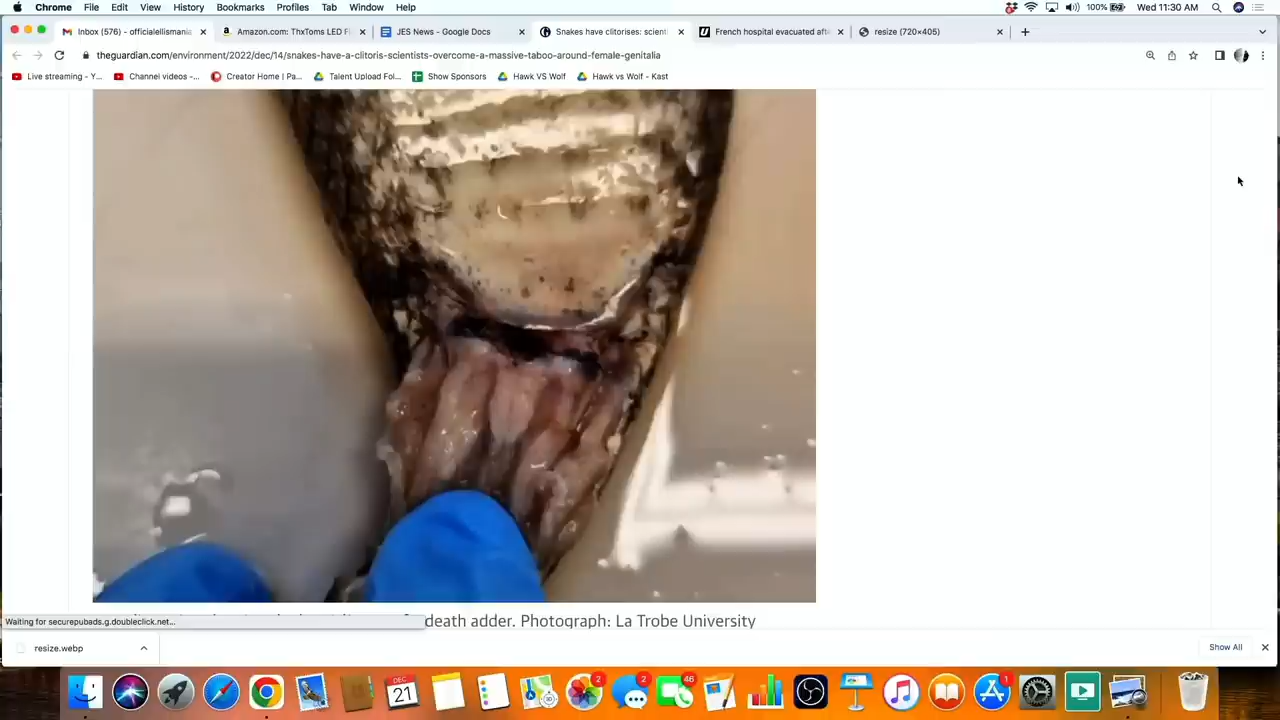 Chrome File Edit View History Bookmarks Profiles Tab Window Help 100% Wed 11:30 AM
Inbox (576) - officialellismania Amazon.com: ThxToms LED Fl JES News - Google Docs Snakes have clitorises: scient French hospital evacuated aft resize (720×405)
theguardian.com/environment/2022/dec/14/snakes-have-a-clitoris-scientists-overcome-a-massive-taboo-around-female-genitalia
Live streaming - Y... Channel videos -... Creator Home | Pa... Talent Upload Fol... Show Sponsors Hawk VS Wolf Hawk vs Wolf - Kast
death adder. Photograph: La Trobe University
Waiting for securepubads.g.doubleclick.net...
resize.webp Show All
DEC 2 2 46 1
21